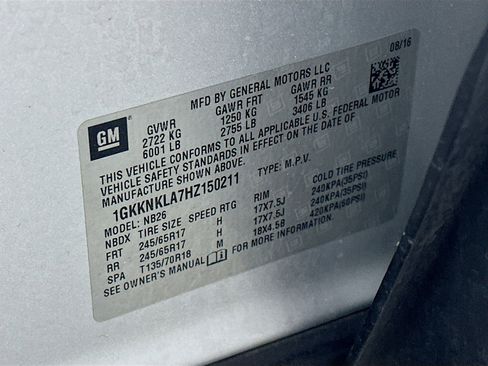 MFD BY GENERAL MOTORS LLC 08/16
GM
GVWR GAWR FRT GAWR RR
2722 KG 1250 KG 1545 KG
6001 LB 2755 LB 3406 LB
THIS VEHICLE CONFORMS TO ALL APPLICABLE U.S. FEDERAL MOTOR
VEHICLE SAFETY STANDARDS IN EFFECT ON THE DATE OF
MANUFACTURE SHOWN ABOVE.
1GKKNKLA7HZ150211 TYPE: M.P.V.
MODEL: NB26
NBDX TIRE SIZE SPEED RTG RIM COLD TIRE PRESSURE
FRT 245/65R17 H 17X7.5J 240KPA(35PSI)
RR 245/65R17 H 17X7.5J 240KPA(35PSI)
SPA T135/70R18 M 18X4.5B 420KPA(60PSI)
SEE OWNER'S MANUAL FOR MORE INFORMATION